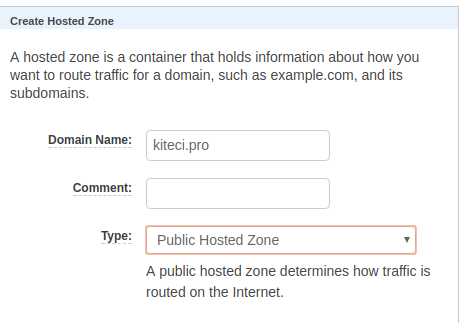 Create Hosted Zone
A hosted zone is a container that holds information about how you
want to route traffic for a domain, such as example.com, and its
subdomains.
Domain Name: kiteci.pro
Comment:
Type: Public Hosted Zone
A public hosted zone determines how traffic is
routed on the Internet.